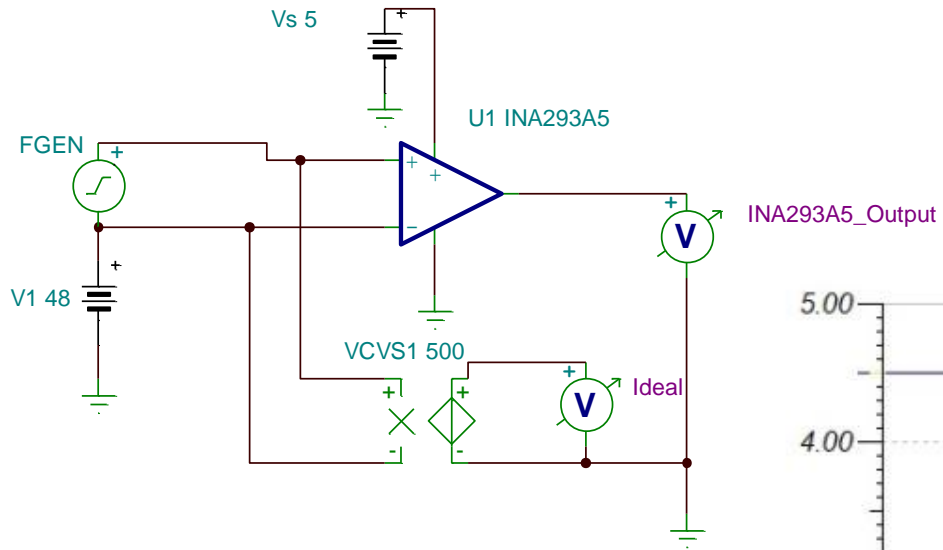 Vs 5
U1 INA293A5
FGEN
INA293A5_Output
V
V1 48
5.00
VCVS1 500
Ideal
V
4.00